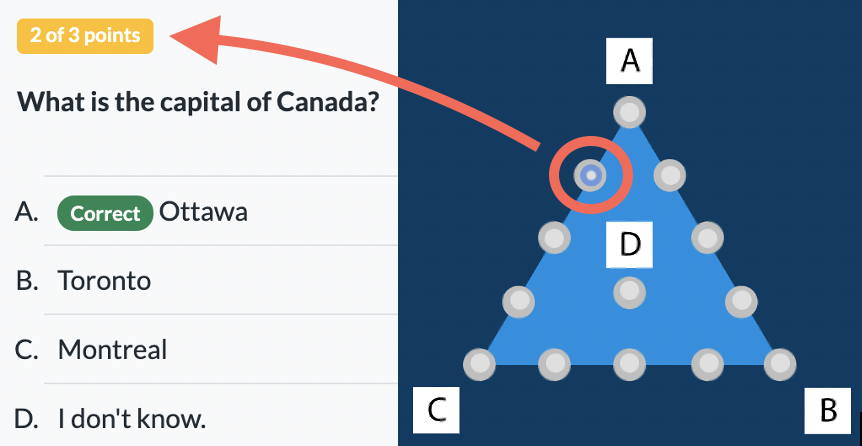 2 of 3 points
What is the capital of Canada?
A. Correct Ottawa
B. Toronto
C. Montreal
D. I don't know.
A
D
C
B